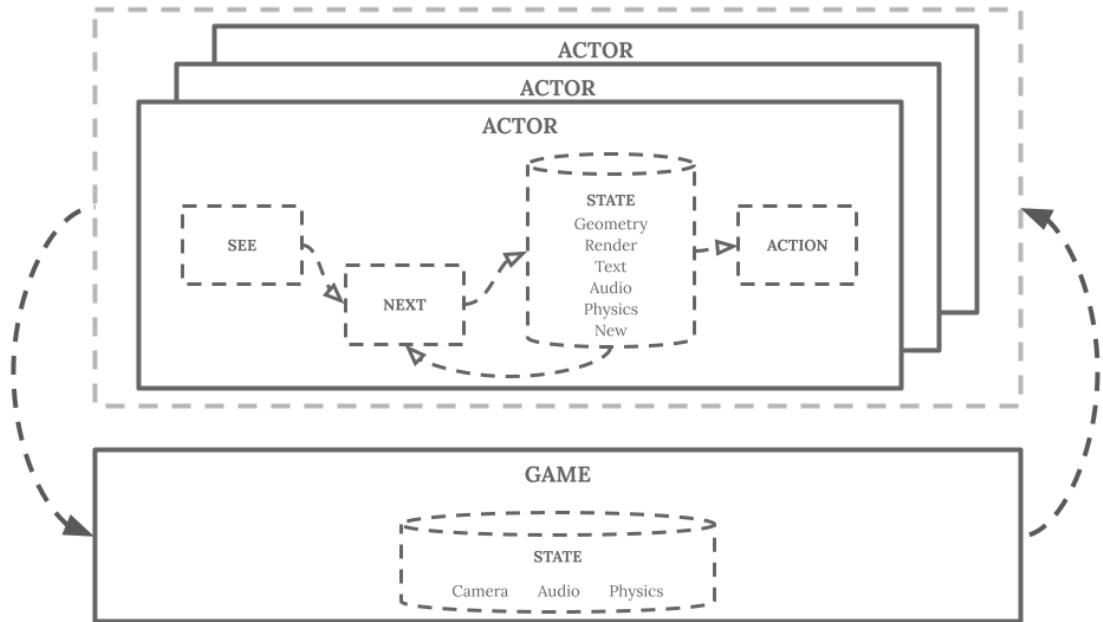 ACTOR
ACTOR
ACTOR
SEE
NEXT
STATE
Geometry
Render
Text
Audio
Physics
New
ACTION
GAME
STATE
Camera Audio Physics